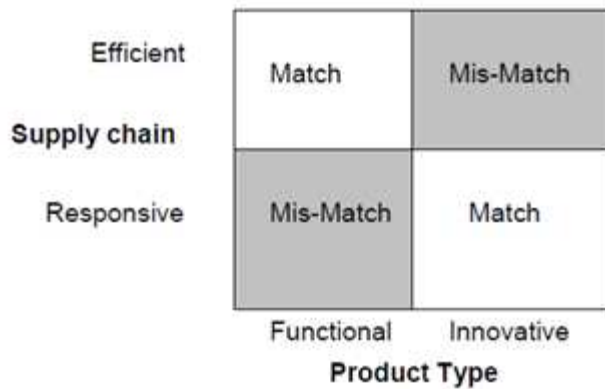 Efficient
Match
Mis-Match
Supply chain
Responsive
Mis-Match
Match
Functional
Innovative
Product Type